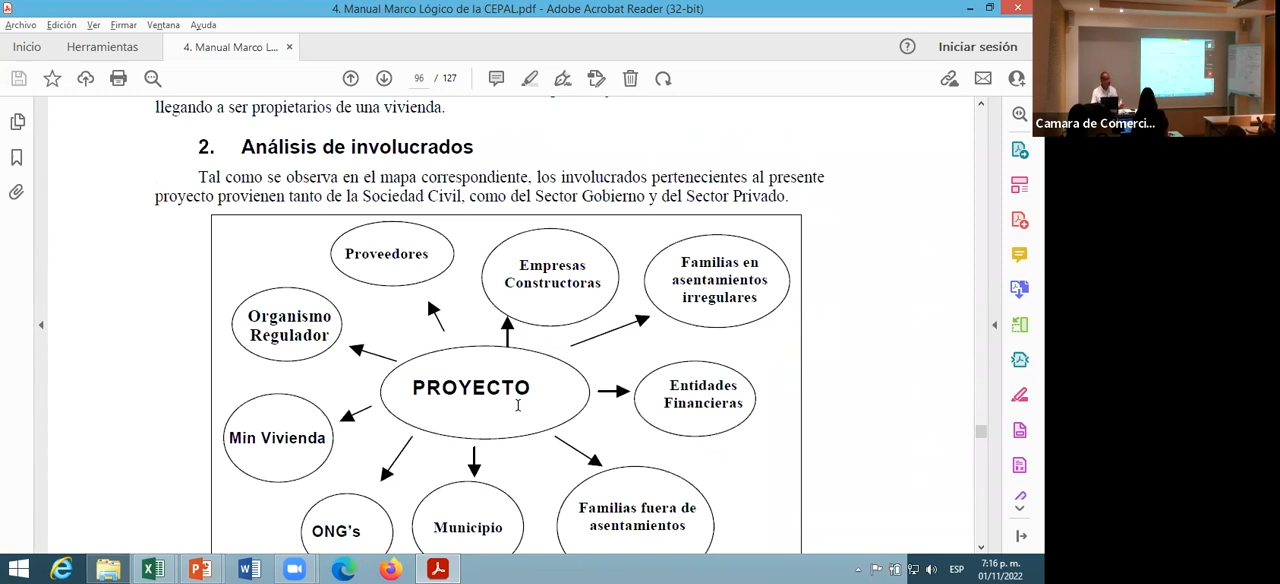 4. Manual Marco Lógico de la CEPAL.pdf - Adobe Acrobat Reader (32-bit)
Archivo Edición Ver Firmar Ventana Ayuda
Inicio Herramientas 4. Manual Marco L... × Iniciar sesión
96 / 127
llegando a ser propietarios de una vivienda.
2. Análisis de involucrados
Tal como se observa en el mapa correspondiente, los involucrados pertenecientes al presente
proyecto provienen tanto de la Sociedad Civil, como del Sector Gobierno y del Sector Privado.
Proveedores
Empresas
Constructoras
Familias en
asentamientos
irregulares
Organismo
Regulador
PROYECTO
Entidades
Financieras
Min Vivienda
ONG's
Municipio
Familias fuera de
asentamientos
Camara de Comerci...
ESP
7:16 p. m.
01/11/2022